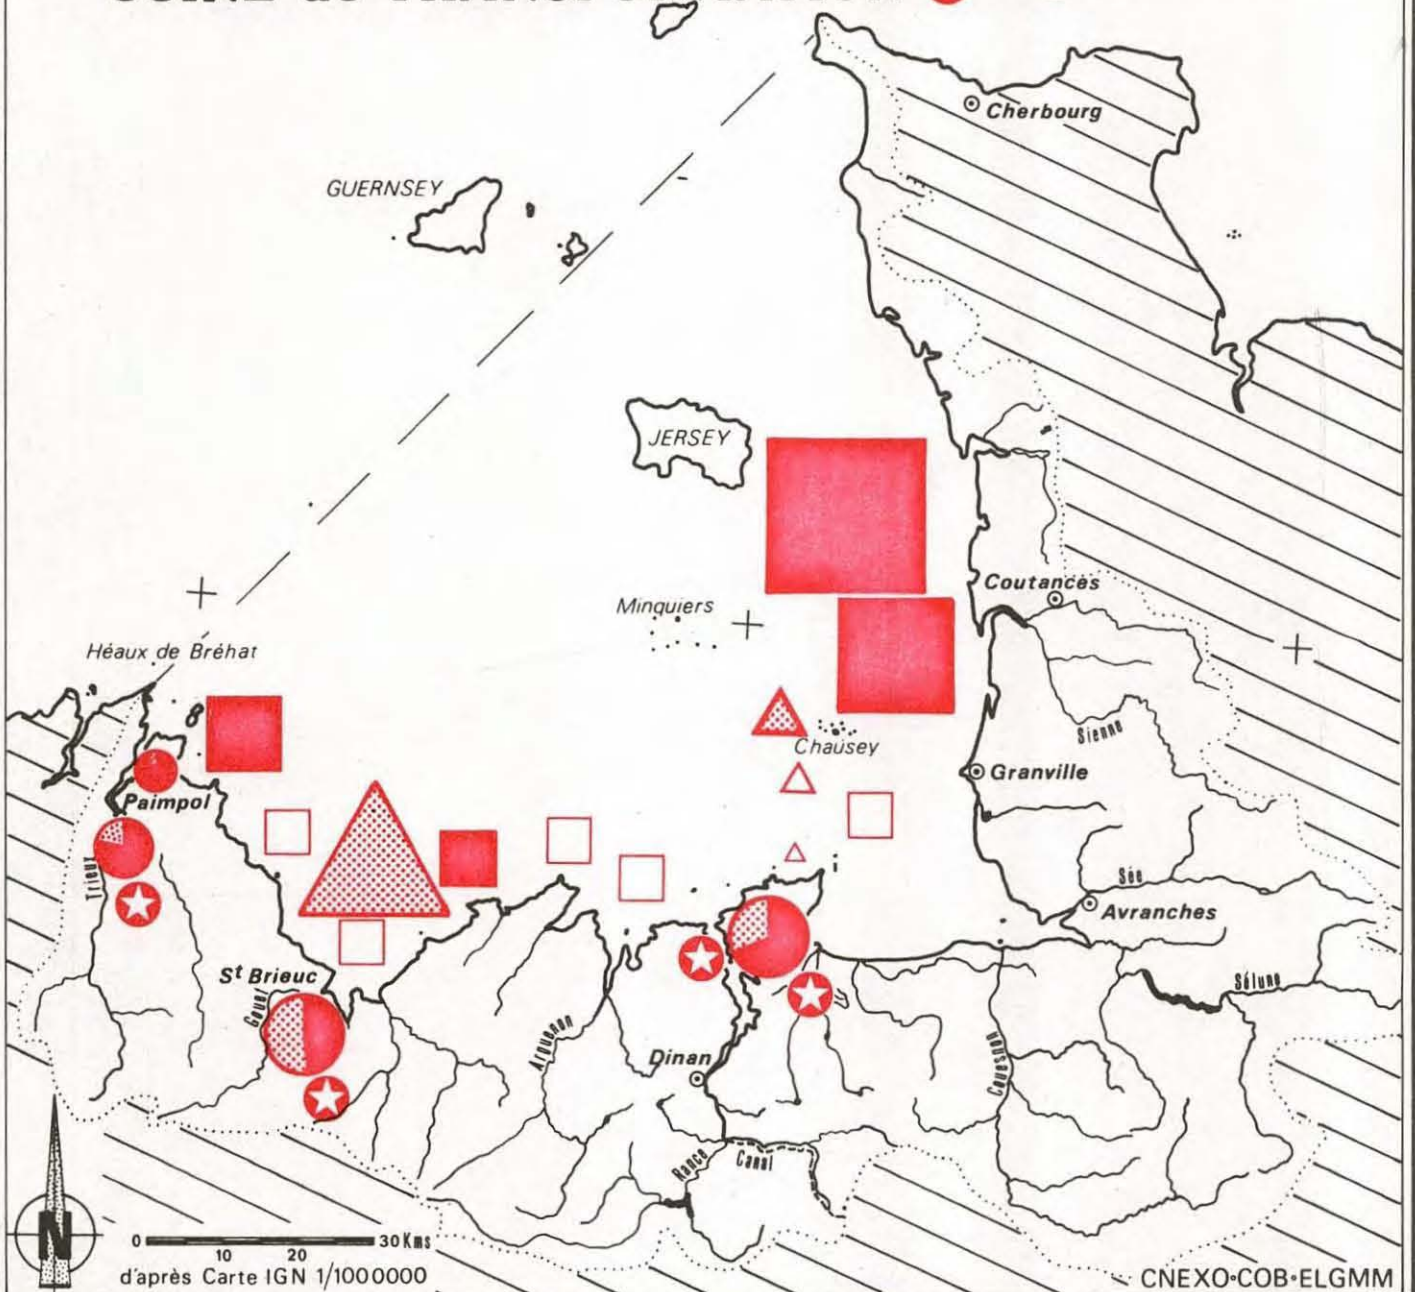 Cherbourg
GUERNSEY
JERSEY
Coutances
Minquiers
Héaux de Bréhat
Sienne
Chausey
Granville
Paimpol
Trieux
Sée
Avranches
St Brieuc
Gouet
Sélune
Arguenon
Dinan
Couesnon
Rance
Canal
N
0 10 20 30 Kms
d'après Carte IGN 1/1000000
CNEXO•COB•ELGMM